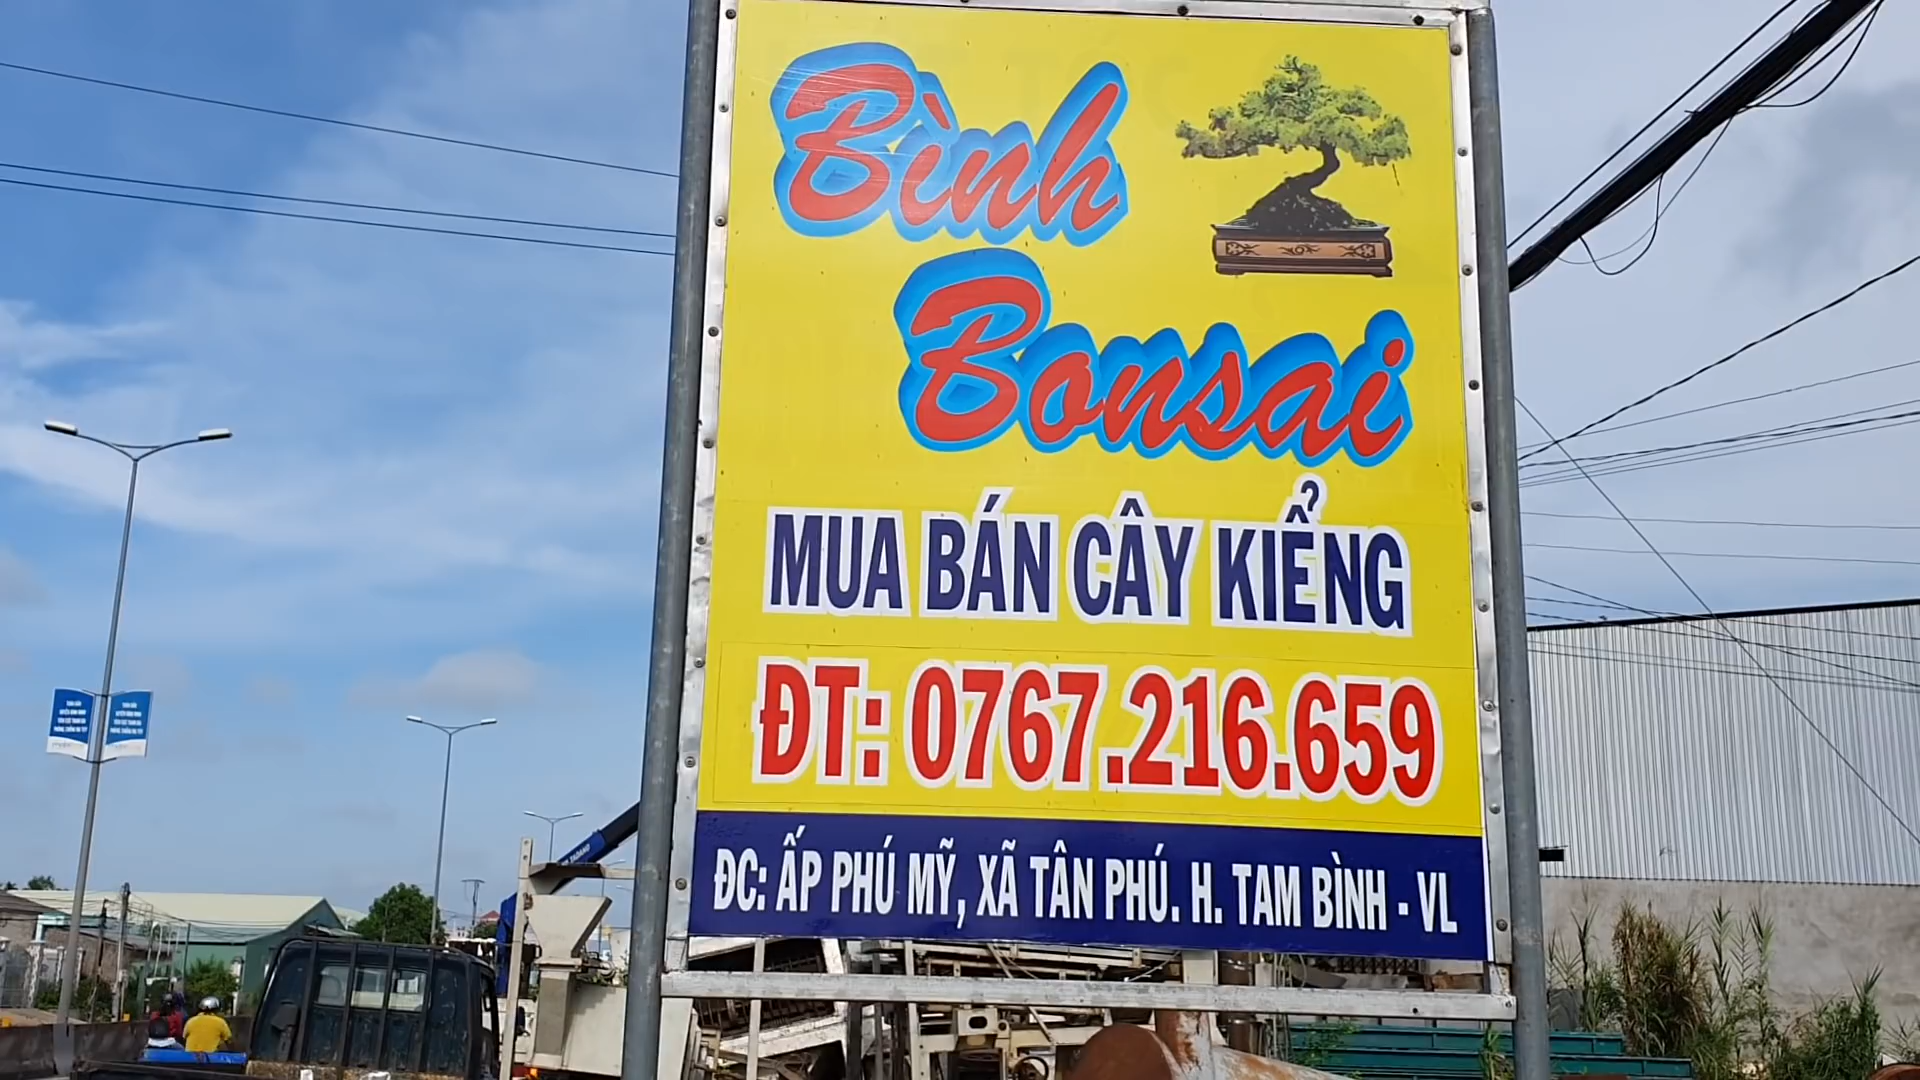 Bình
Bonsai
MUA BÁN CÂY KIỂNG
ĐT: 0767.216.659
ĐC: ẤP PHÚ MỸ, XÃ TÂN PHÚ. H. TAM BÌNH - VL
TADANO